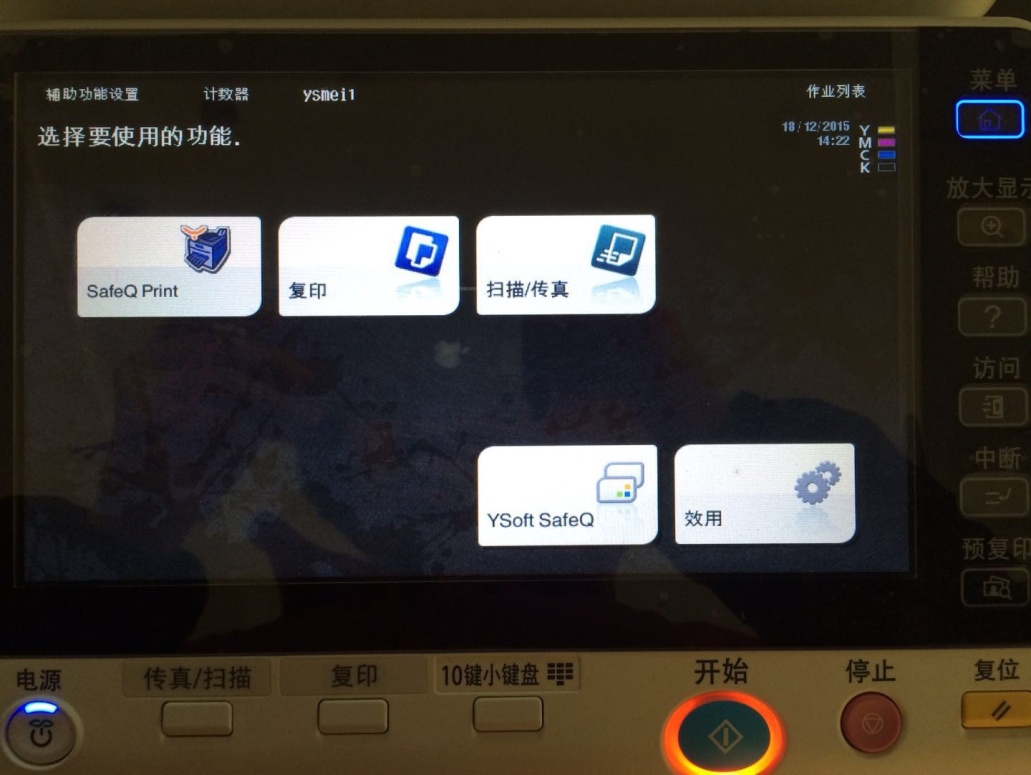 辅助功能设置 计数器 ysmei1 作业列表
选择要使用的功能.
18/12/2015
14:22
Y
M
C
K
SafeQ Print
复印
扫描/传真
YSoft SafeQ
效用
菜单
放大显示
帮助
?
访问
中断
预复印
电源
传真/扫描
复印
10键小键盘
开始
停止
复位